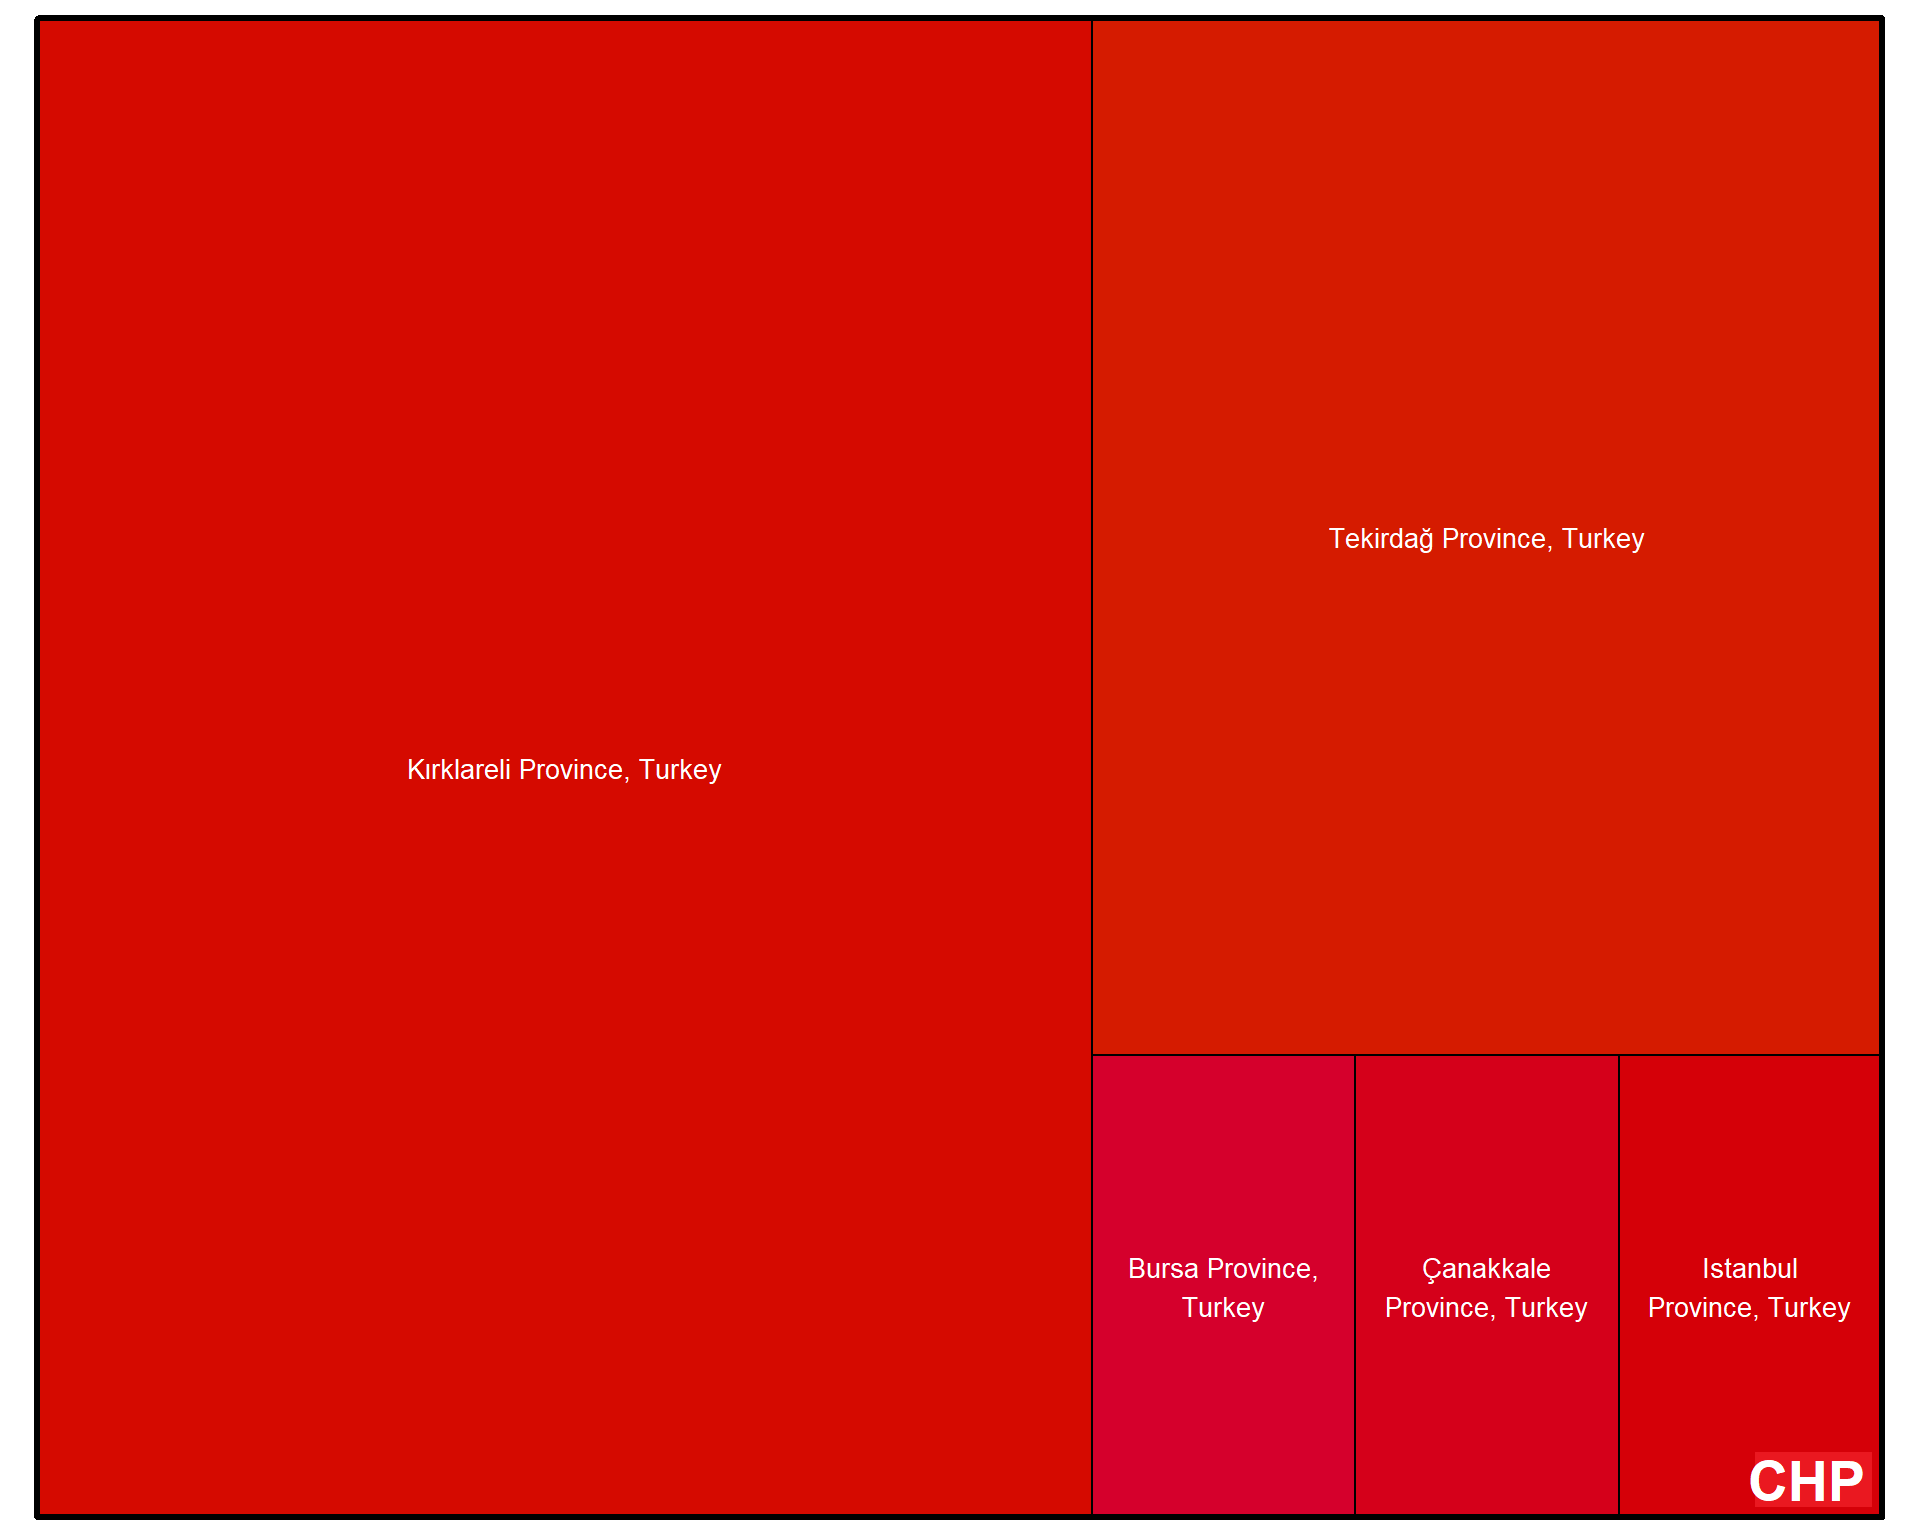 Tekirdağ Province, Turkey
Kırklareli Province, Turkey
Bursa Province,
Turkey
Çanakkale
Province, Turkey
Istanbul
Province, Turkey
CHP